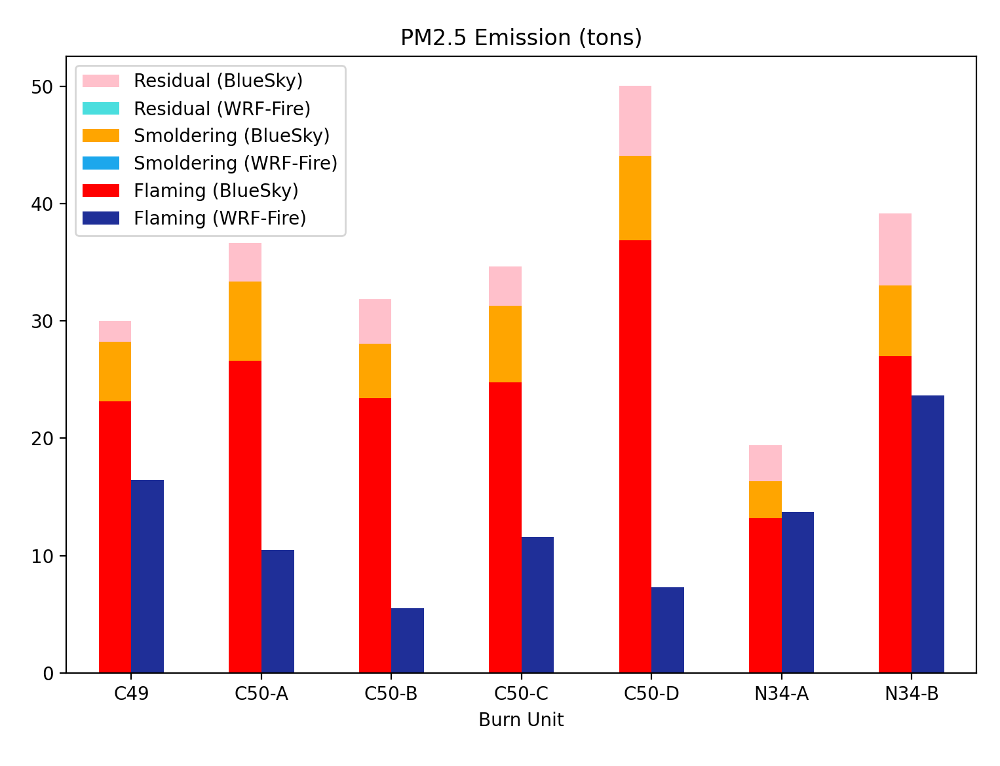 PM2.5 Emission (tons)
Residual (BlueSky)
Residual (WRF-Fire)
Smoldering (BlueSky)
Smoldering (WRF-Fire)
Flaming (BlueSky)
Flaming (WRF-Fire)
50
40
30
20
10
0
C49 C50-A C50-B C50-C C50-D N34-A N34-B
Burn Unit